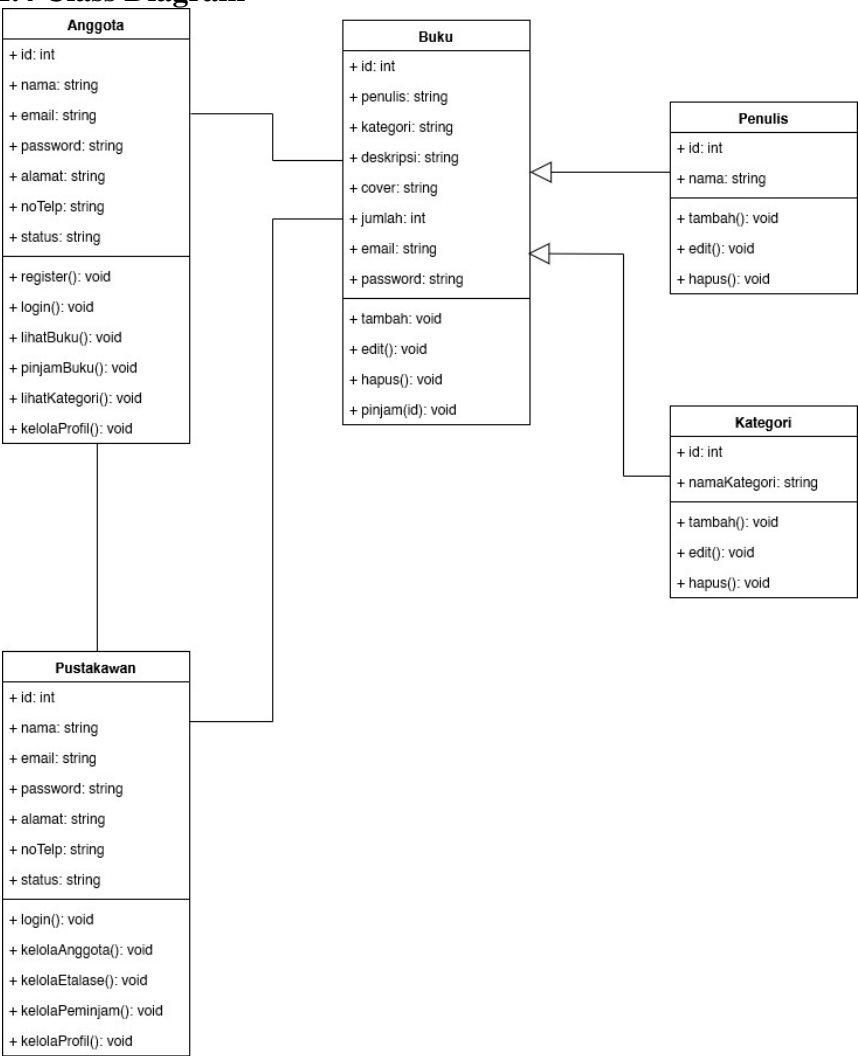 Class Diagram
Anggota
+ id: int
+ nama: string
+ email: string
+ password: string
+ alamat: string
+ noTelp: string
+ status: string
+ register(): void
+ login(): void
+ lihatBuku(): void
+ pinjamBuku(): void
+ lihatKategori(): void
+ kelolaProfil(): void
Buku
+ id: int
+ penulis: string
+ kategori: string
+ deskripsi: string
+ cover: string
+ jumlah: int
+ email: string
+ password: string
+ tambah: void
+ edit(): void
+ hapus(): void
+ pinjam(id): void
Penulis
+ id: int
+ nama: string
+ tambah(): void
+ edit(): void
+ hapus(): void
Kategori
+ id: int
+ namaKategori: string
+ tambah(): void
+ edit(): void
+ hapus(): void
Pustakawan
+ id: int
+ nama: string
+ email: string
+ password: string
+ alamat: string
+ noTelp: string
+ status: string
+ login(): void
+ kelolaAnggota(): void
+ kelolaEtalase(): void
+ kelolaPeminjam(): void
+ kelolaProfil(): void